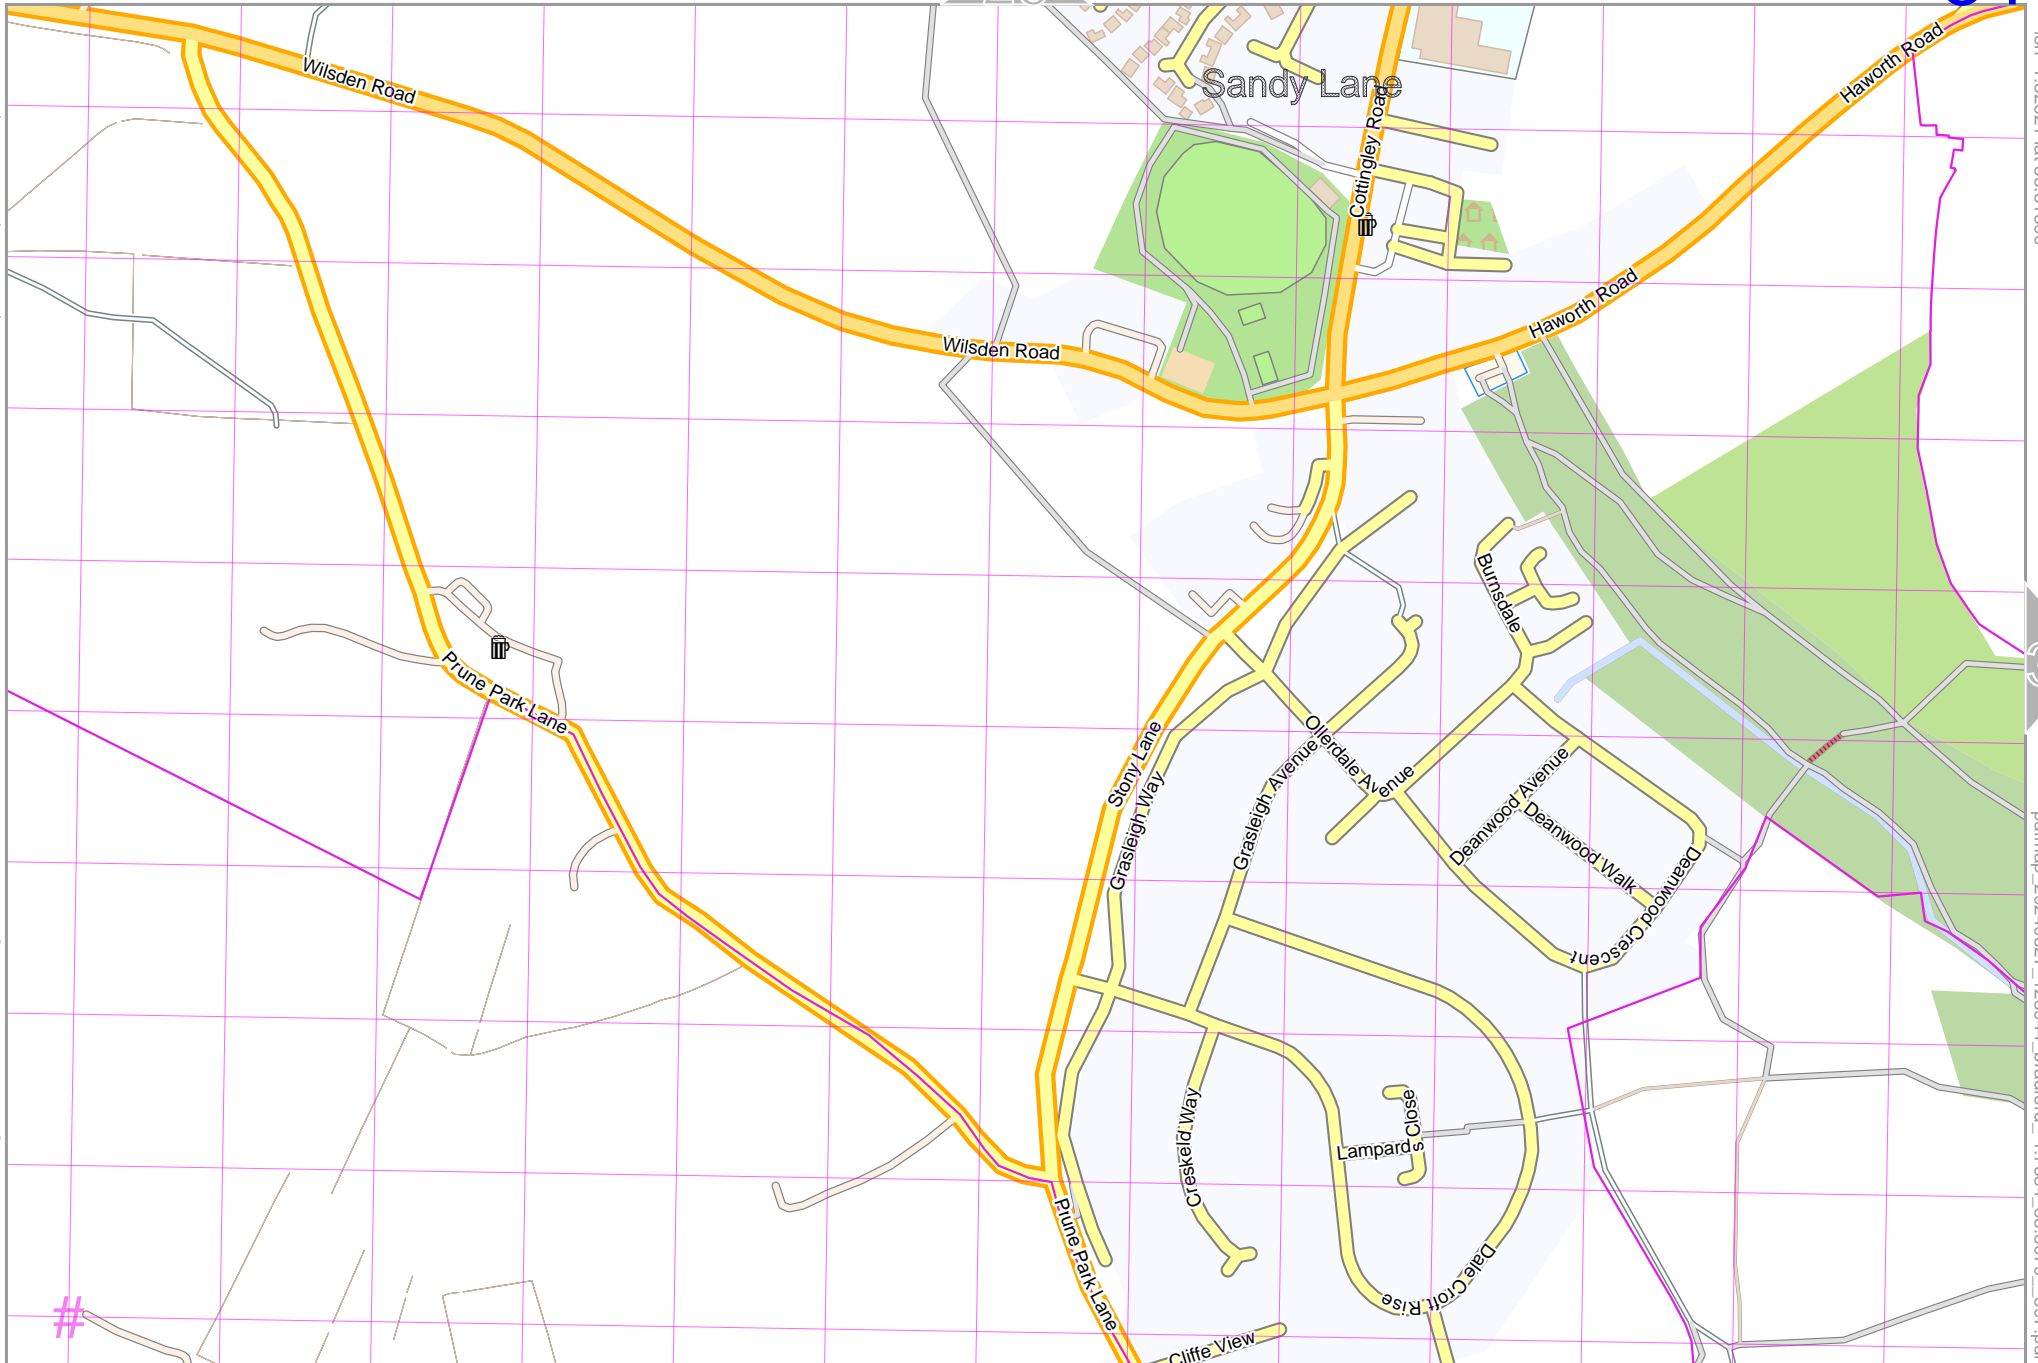 Wilsden Road
Sandy Lane
Haworth Road
Cottingley Road
Haworth Road
Wilsden Road
Burnsdale
Prune Park Lane
Stony Lane
Ollerdale Avenue
Grasleigh Way
Grasleigh Avenue
Deanwood Avenue
Deanwood Walk
Deanwood Crescent
Creskeld Way
Lampards Close
Prune Park Lane
Dale Croft Rise
Cliffe View
#